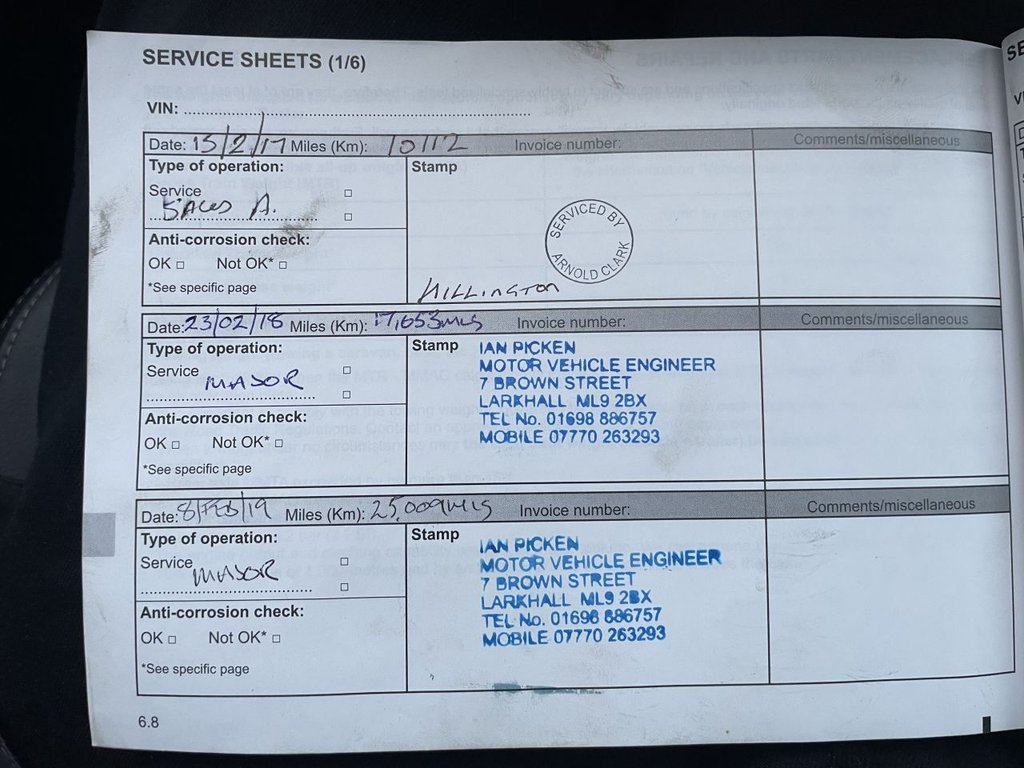 SERVICE SHEETS (1/6)
VIN:
Date: 15/2/17 Miles (Km): 10112 Invoice number: Comments/miscellaneous
Type of operation:
Stamp
Service
A.
Anti-corrosion check:
OK Not OK*
*See specific page
SERVICED BY
ARNOLD CLARK
HILLINGTON
Date: 23/02/18 Miles (Km): 17,653 MLS Invoice number: Comments/miscellaneous
Type of operation:
Stamp
Service
MAJOR
Anti-corrosion check:
OK Not OK*
*See specific page
IAN PICKEN
MOTOR VEHICLE ENGINEER
7 BROWN STREET
LARKHALL ML9 2BX
TEL No. 01698 886757
MOBILE 07770 263293
Date: 8/FEB/19 Miles (Km): 25,009 MLS Invoice number: Comments/miscellaneous
Type of operation:
Stamp
Service
MAJOR
Anti-corrosion check:
OK Not OK*
*See specific page
IAN PICKEN
MOTOR VEHICLE ENGINEER
7 BROWN STREET
LARKHALL ML9 2BX
TEL No. 01698 886757
MOBILE 07770 263293
6.8